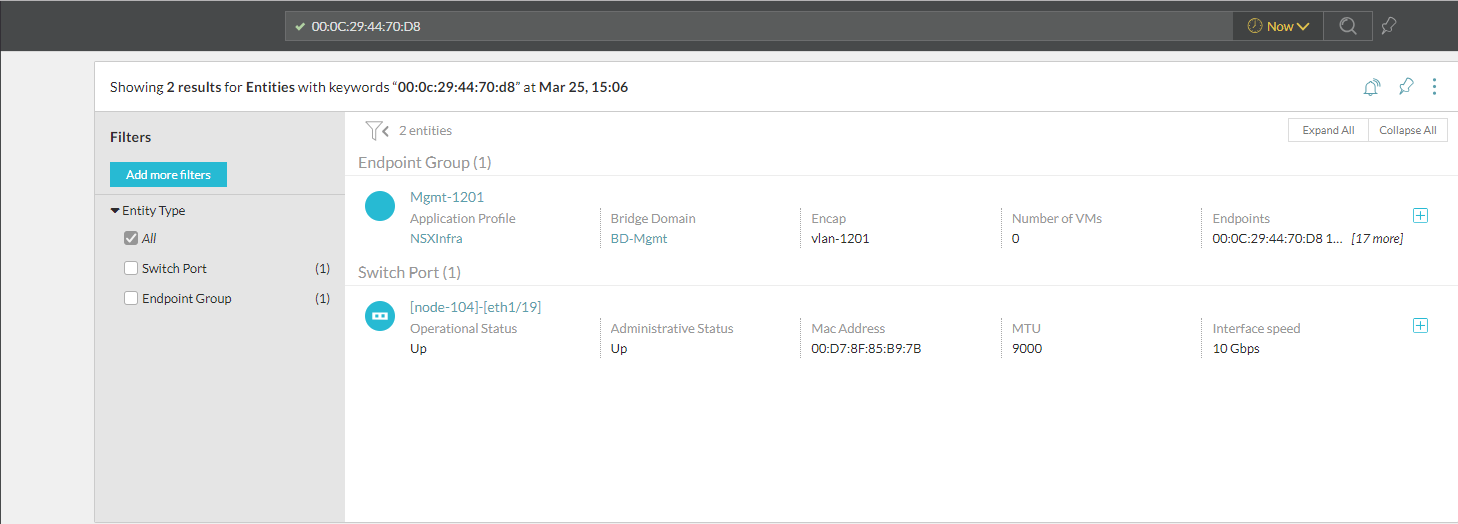 00:0C:29:44:70:D8 Now
Showing 2 results for Entities with keywords “00:0c:29:44:70:d8” at Mar 25, 15:06
Filters
Add more filters
Entity Type
All
Switch Port (1)
Endpoint Group (1)
2 entities Expand All Collapse All
Endpoint Group (1)
Mgmt-1201
Application Profile Bridge Domain Encap Number of VMs Endpoints
NSXInfra BD-Mgmt vlan-1201 0 00:0C:29:44:70:D8 1... [17 more]
Switch Port (1)
[node-104]-[eth1/19]
Operational Status Administrative Status Mac Address MTU Interface speed
Up Up 00:D7:8F:85:B9:7B 9000 10 Gbps